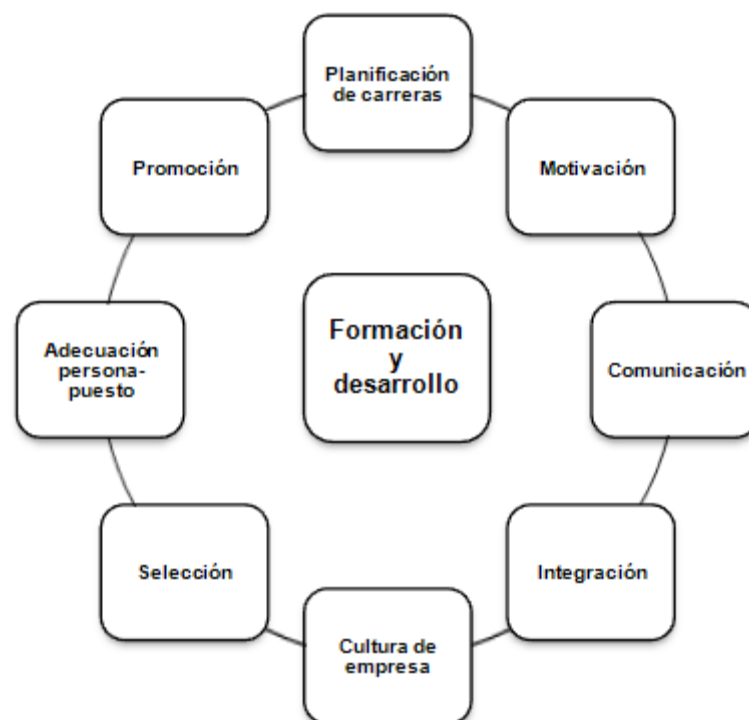 Planificación
de carreras
Promoción
Motivación
Formación
y
desarrollo
Adecuación
persona-
puesto
Comunicación
Selección
Integración
Cultura de
empresa